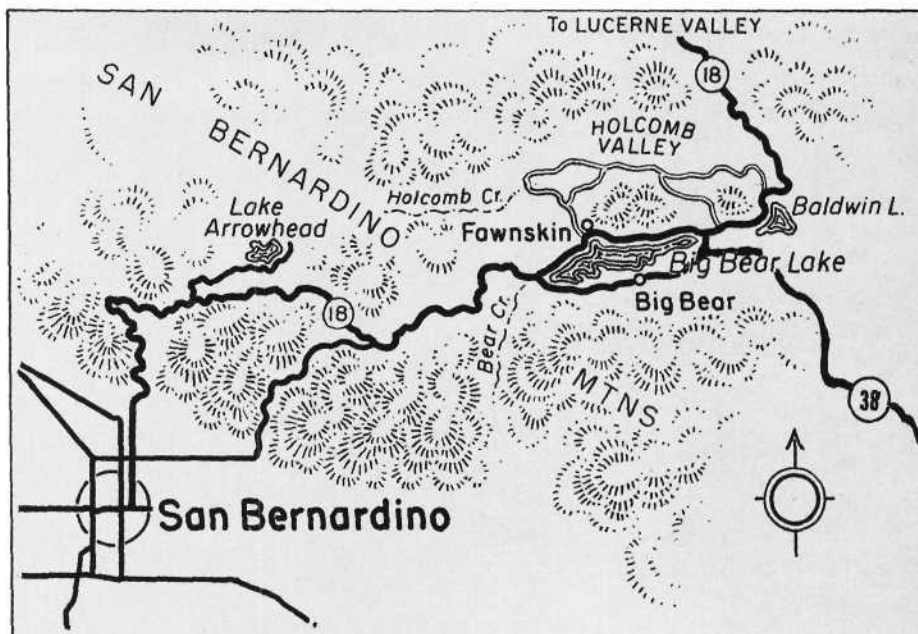 To LUCERNE VALLEY
18
SAN
BERNARDINO
MTNS
HOLCOMB
VALLEY
Holcomb Cr.
Baldwin L.
Lake
Arrowhead
Fawnskin
Big Bear Lake
Big Bear
18
Bear Cr.
38
San Bernardino